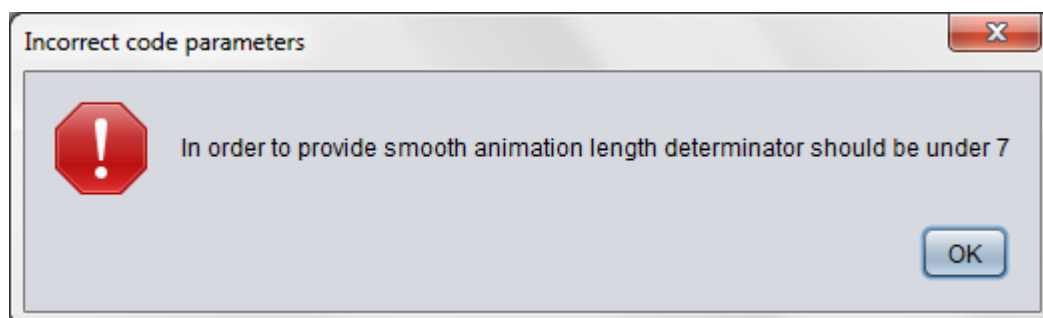 Incorrect code parameters
In order to provide smooth animation length determinator should be under 7
OK